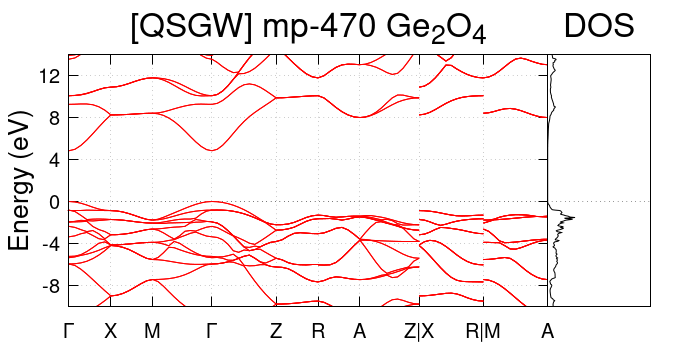 [QSGW] mp-470 Ge₂O₄ DOS
Energy (eV)
12
8
4
0
-4
-8
Γ X M Γ Z R A Z|X R|M A